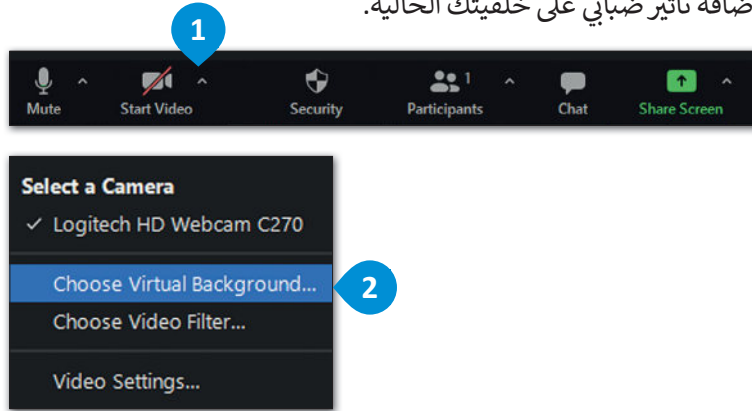 ضافة تأثير ضبابي على خلفيتك الحالية.
1
Mute
Start Video
Security
1
Participants
Chat
Share Screen
Select a Camera
✓ Logitech HD Webcam C270
Choose Virtual Background...
2
Choose Video Filter...
Video Settings...